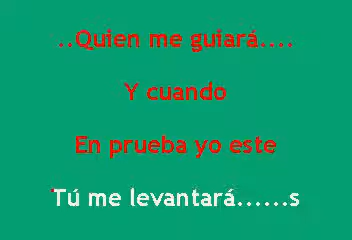 ..Quien me guiará....
Y cuando
En prueba yo este
Tú me levantará......s